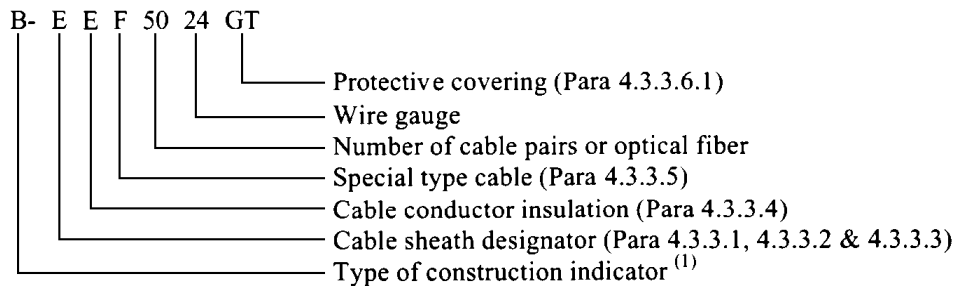 B- E E F 50 24 GT
Protective covering (Para 4.3.3.6.1)
Wire gauge
Number of cable pairs or optical fiber
Special type cable (Para 4.3.3.5)
Cable conductor insulation (Para 4.3.3.4)
Cable sheath designator (Para 4.3.3.1, 4.3.3.2 & 4.3.3.3)
Type of construction indicator (1)